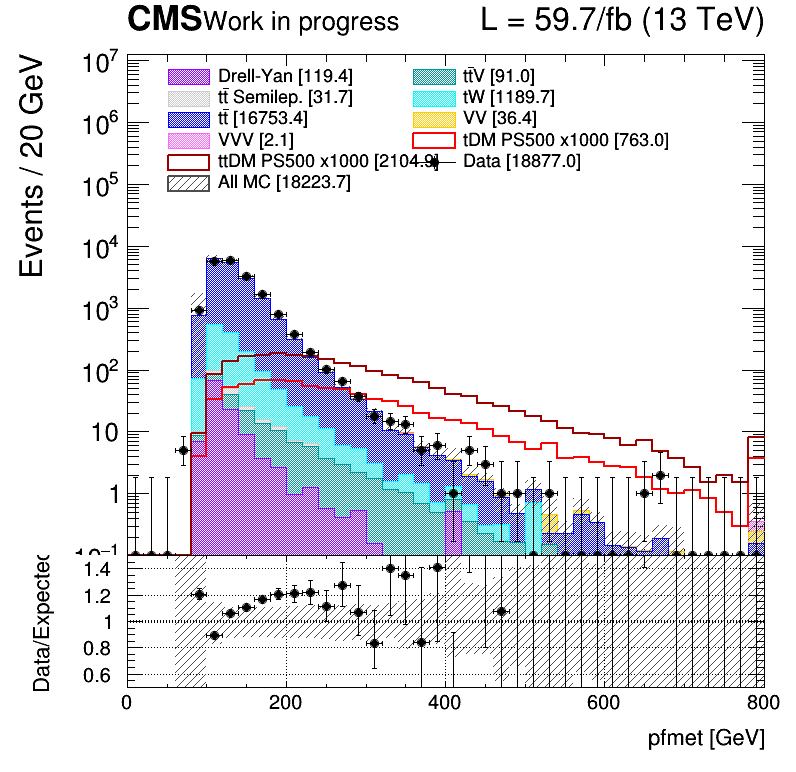 CMS Work in progress L = 59.7/fb (13 TeV)
Events / 20 GeV
10⁷
10⁶
10⁵
10⁴
10³
10²
10
1
10⁻¹
Drell-Yan [119.4] tt̄V [91.0]
tt̄ Semilep. [31.7] tW [1189.7]
tt̄ [16753.4] VV [36.4]
VVV [2.1] tDM PS500 x1000 [763.0]
ttDM PS500 x1000 [2104.9] Data [18877.0]
All MC [18223.7]
Data/Expected
1.4
1.2
1
0.8
0.6
0 200 400 600 800
pfmet [GeV]